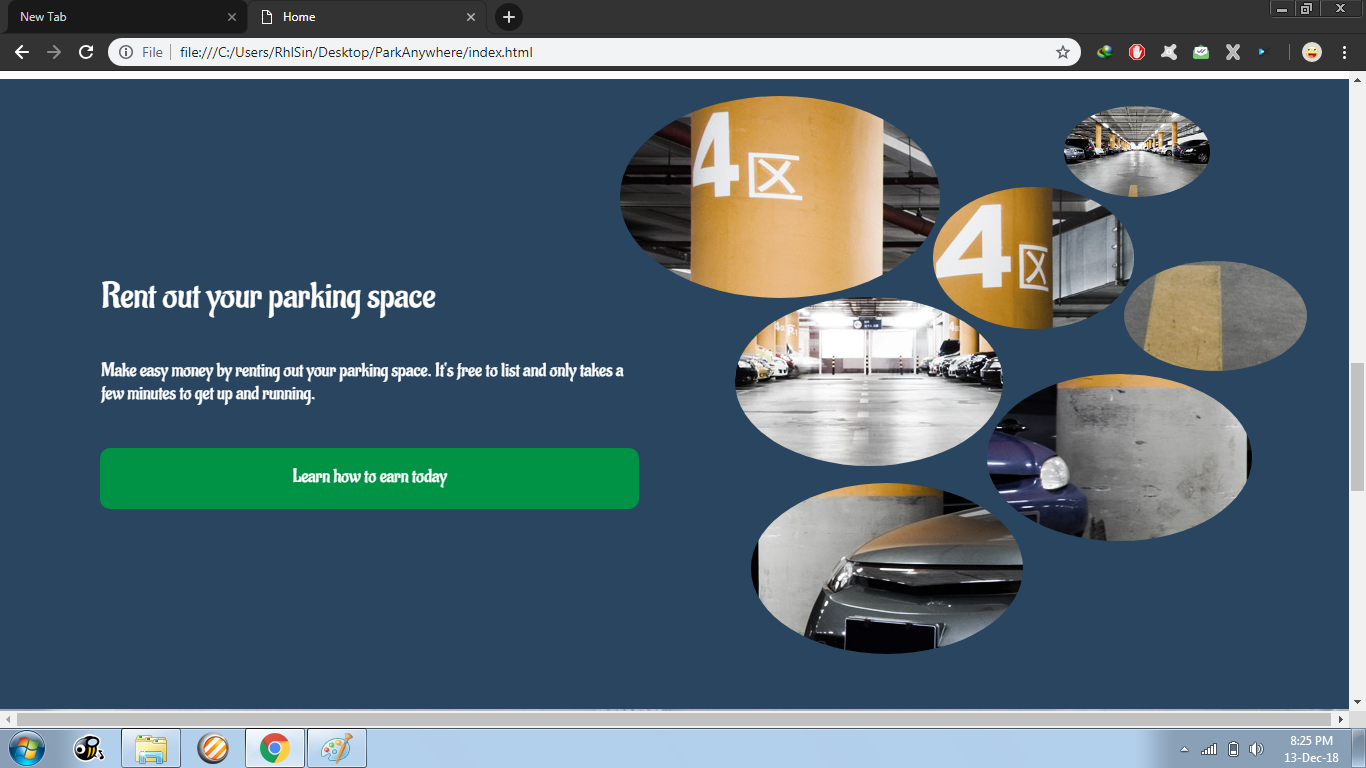 New Tab
Home
File
file:///C:/Users/RhlSin/Desktop/ParkAnywhere/index.html
4区
4区
Rent out your parking space
Make easy money by renting out your parking space. It's free to list and only takes a
few minutes to get up and running.
Learn how to earn today
8:25 PM
13-Dec-18